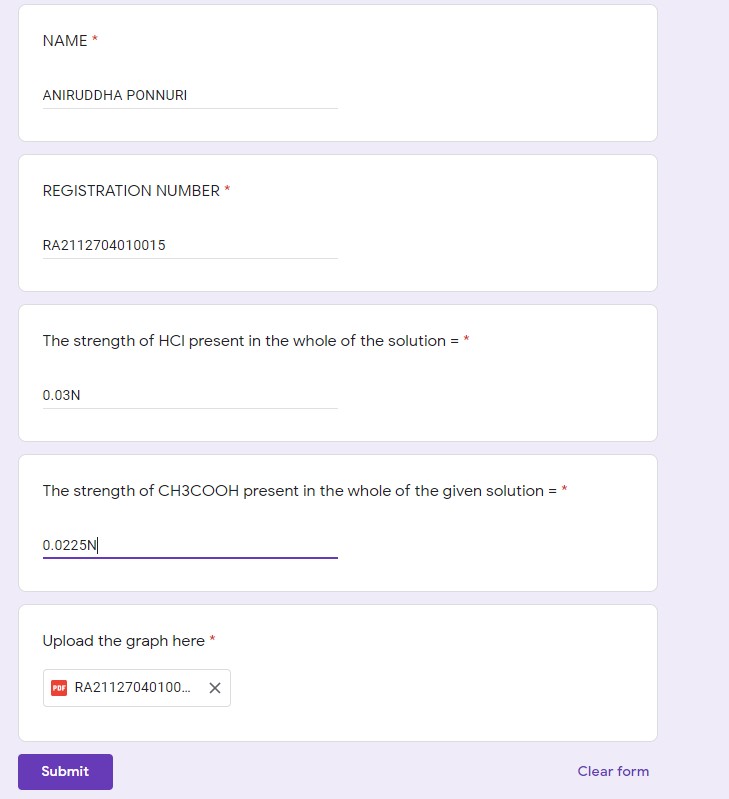 NAME *
ANIRUDDHA PONNURI
REGISTRATION NUMBER *
RA2112704010015
The strength of HCl present in the whole of the solution = *
0.03N
The strength of CH3COOH present in the whole of the given solution = *
0.0225N
Upload the graph here *
PDF RA21127040100...
Submit Clear form